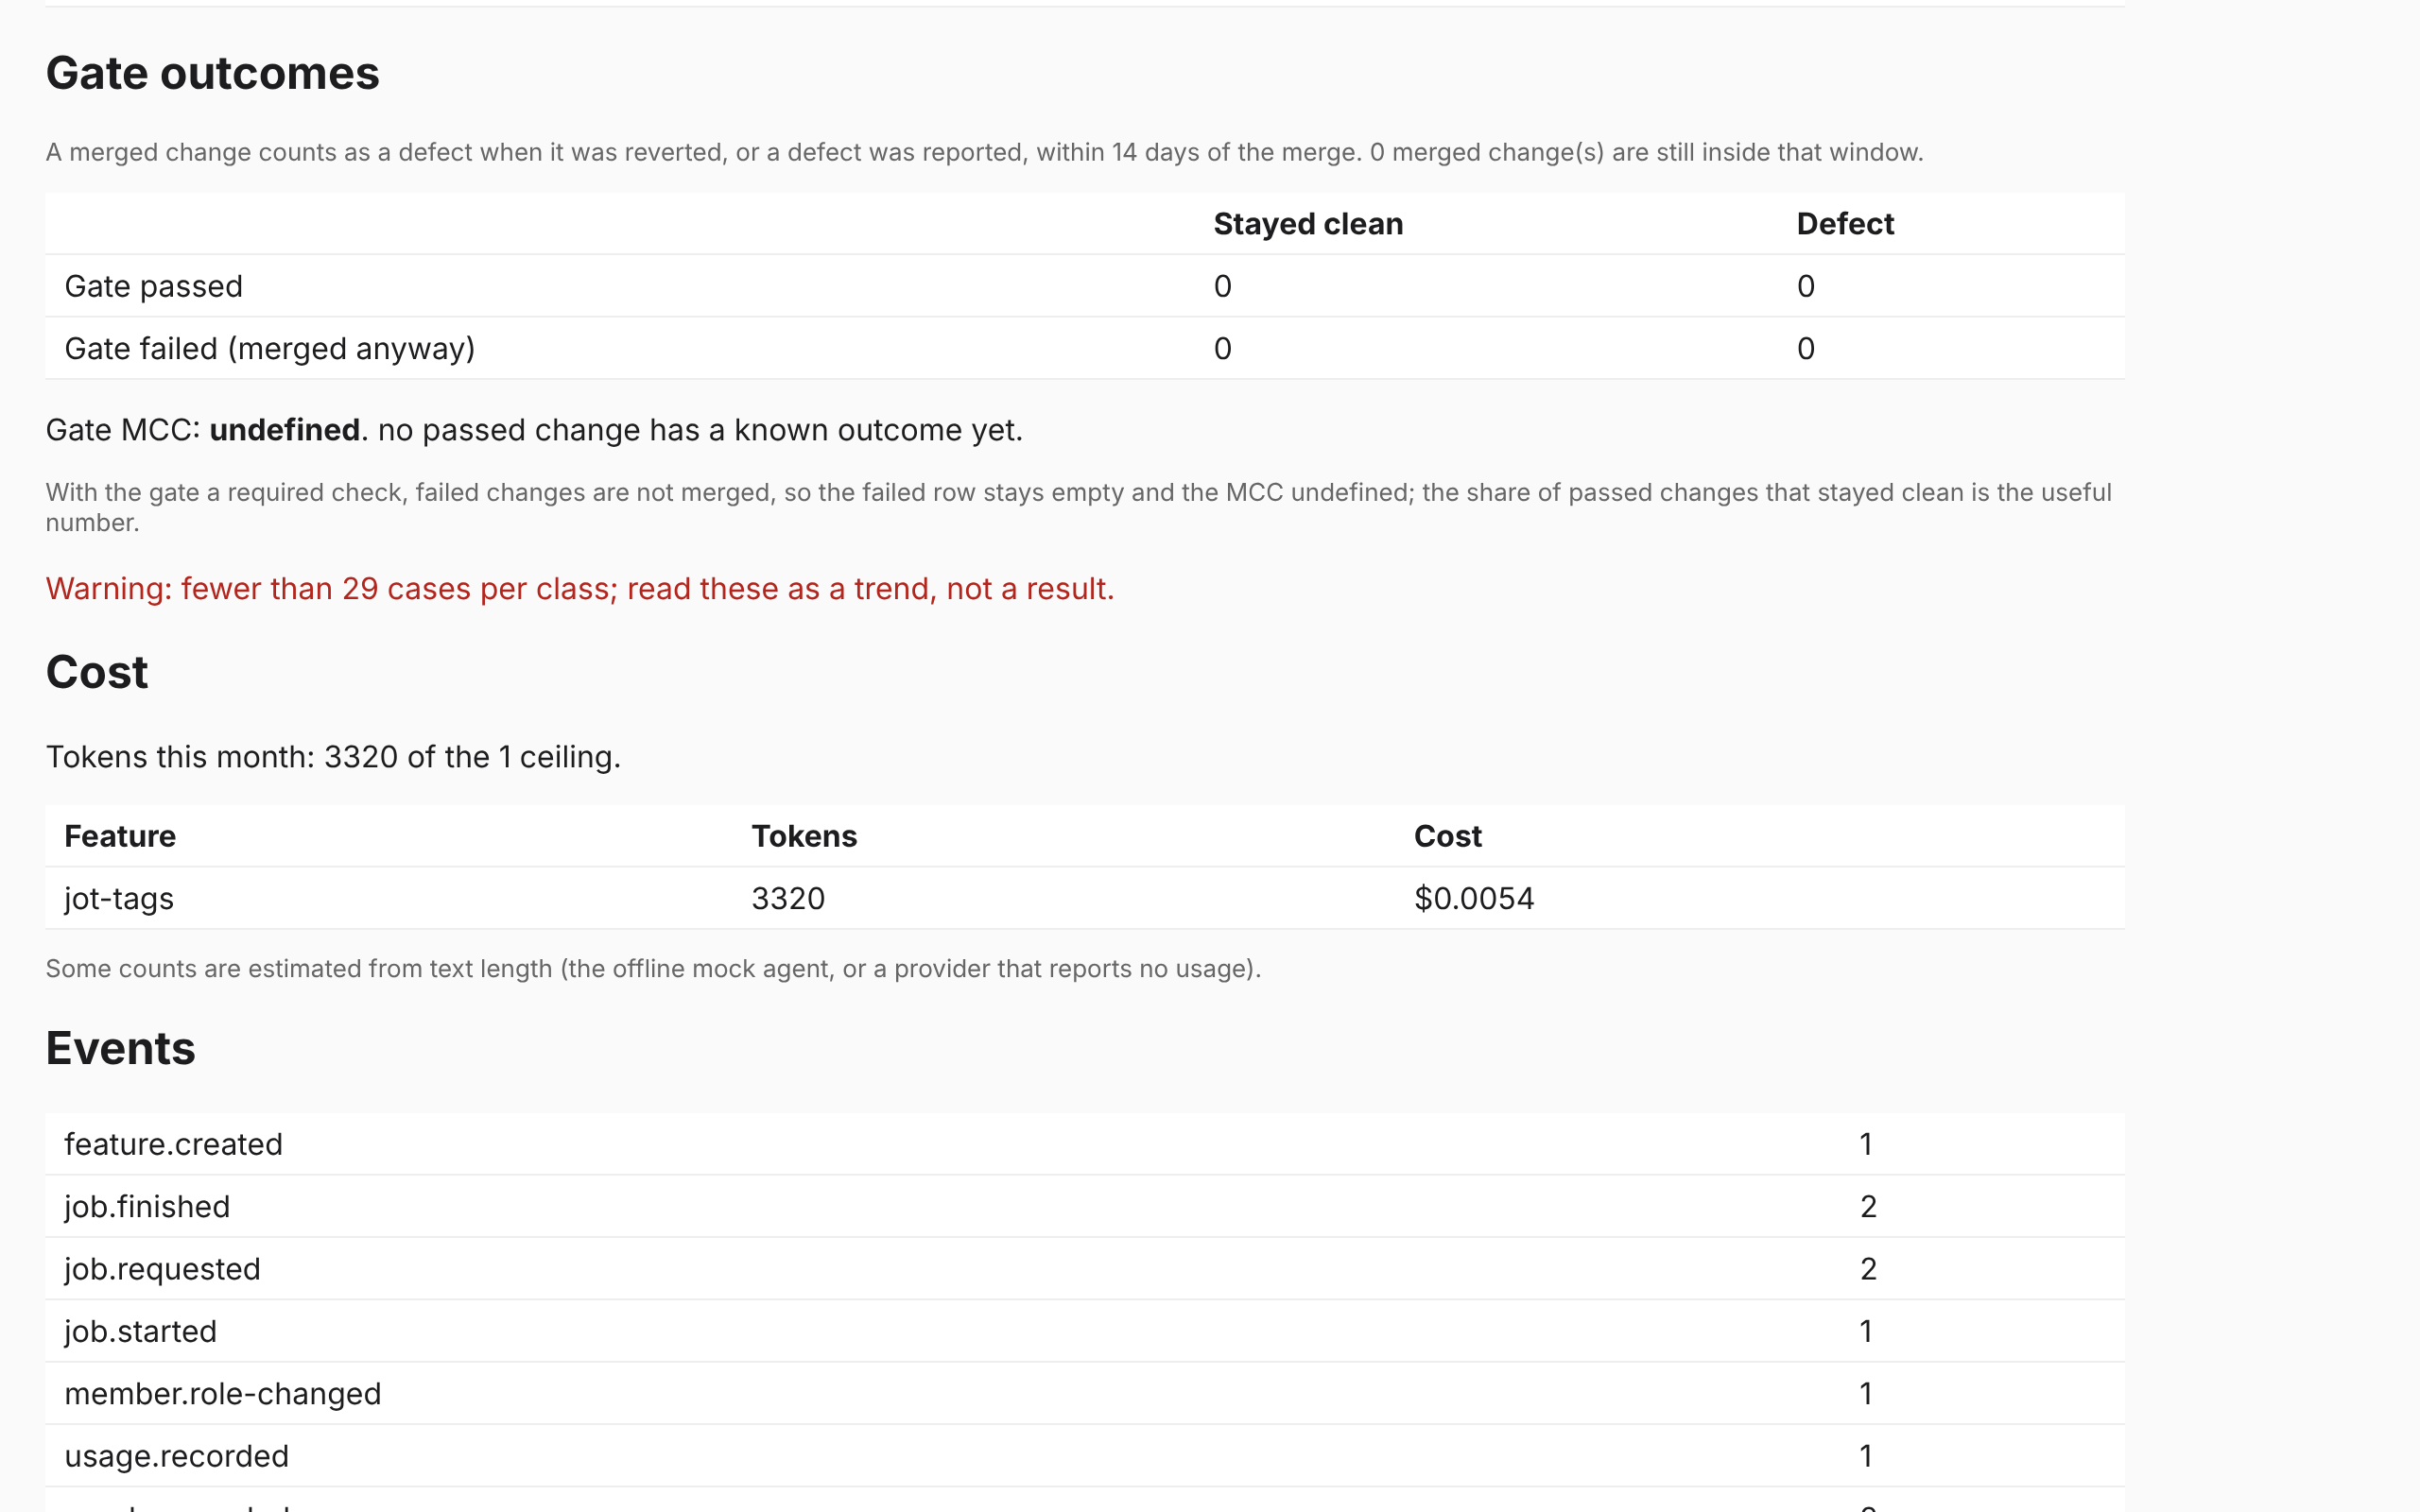 Gate outcomes
A merged change counts as a defect when it was reverted, or a defect was reported, within 14 days of the merge. 0 merged change(s) are still inside that window.
Stayed clean Defect
Gate passed 0 0
Gate failed (merged anyway) 0 0
Gate MCC: undefined. no passed change has a known outcome yet.
With the gate a required check, failed changes are not merged, so the failed row stays empty and the MCC undefined; the share of passed changes that stayed clean is the useful
number.
Warning: fewer than 29 cases per class; read these as a trend, not a result.
Cost
Tokens this month: 3320 of the 1 ceiling.
Feature Tokens Cost
jot-tags 3320 $0.0054
Some counts are estimated from text length (the offline mock agent, or a provider that reports no usage).
Events
feature.created 1
job.finished 2
job.requested 2
job.started 1
member.role-changed 1
usage.recorded 1